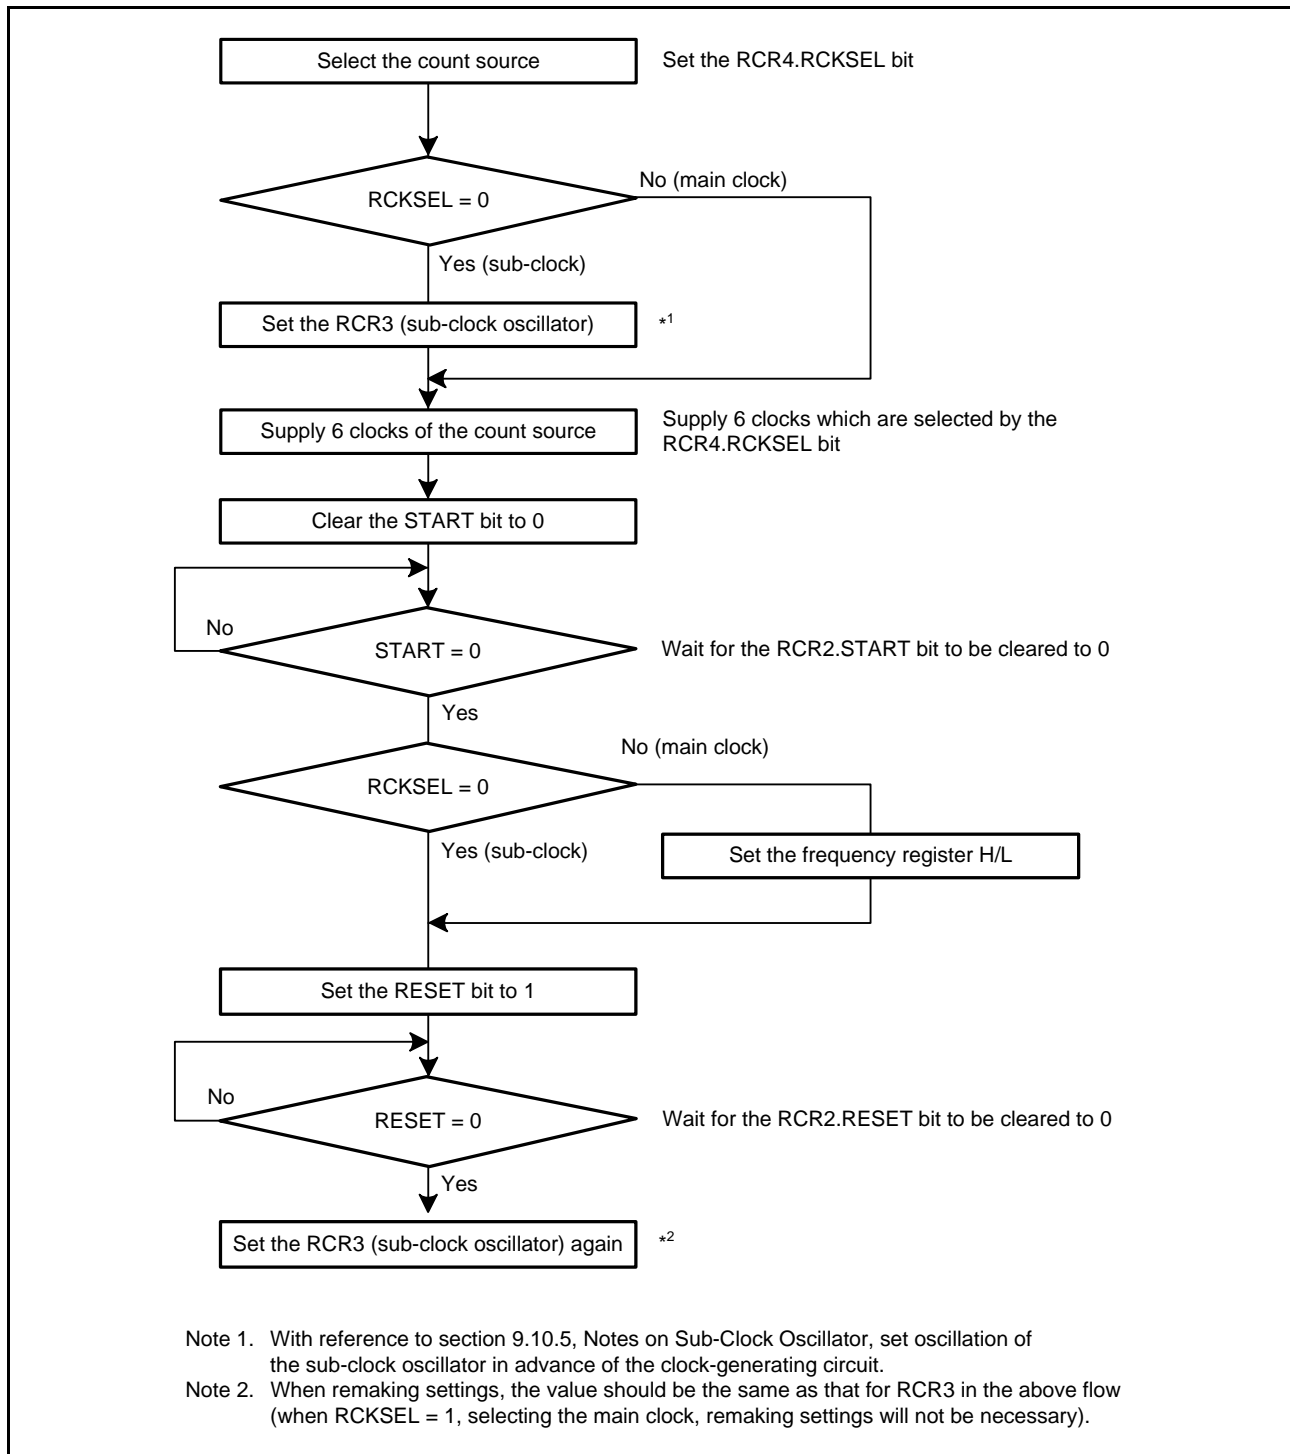 Select the count source
Set the RCR4.RCKSEL bit
No (main clock)
RCKSEL = 0
Yes (sub-clock)
Set the RCR3 (sub-clock oscillator)
*1
Supply 6 clocks of the count source
Supply 6 clocks which are selected by the
RCR4.RCKSEL bit
Clear the START bit to 0
No
START = 0
Wait for the RCR2.START bit to be cleared to 0
Yes
No (main clock)
RCKSEL = 0
Yes (sub-clock)
Set the frequency register H/L
Set the RESET bit to 1
No
RESET = 0
Wait for the RCR2.RESET bit to be cleared to 0
Yes
Set the RCR3 (sub-clock oscillator) again
*2
Note 1. With reference to section 9.10.5, Notes on Sub-Clock Oscillator, set oscillation of
the sub-clock oscillator in advance of the clock-generating circuit.
Note 2. When remaking settings, the value should be the same as that for RCR3 in the above flow
(when RCKSEL = 1, selecting the main clock, remaking settings will not be necessary).